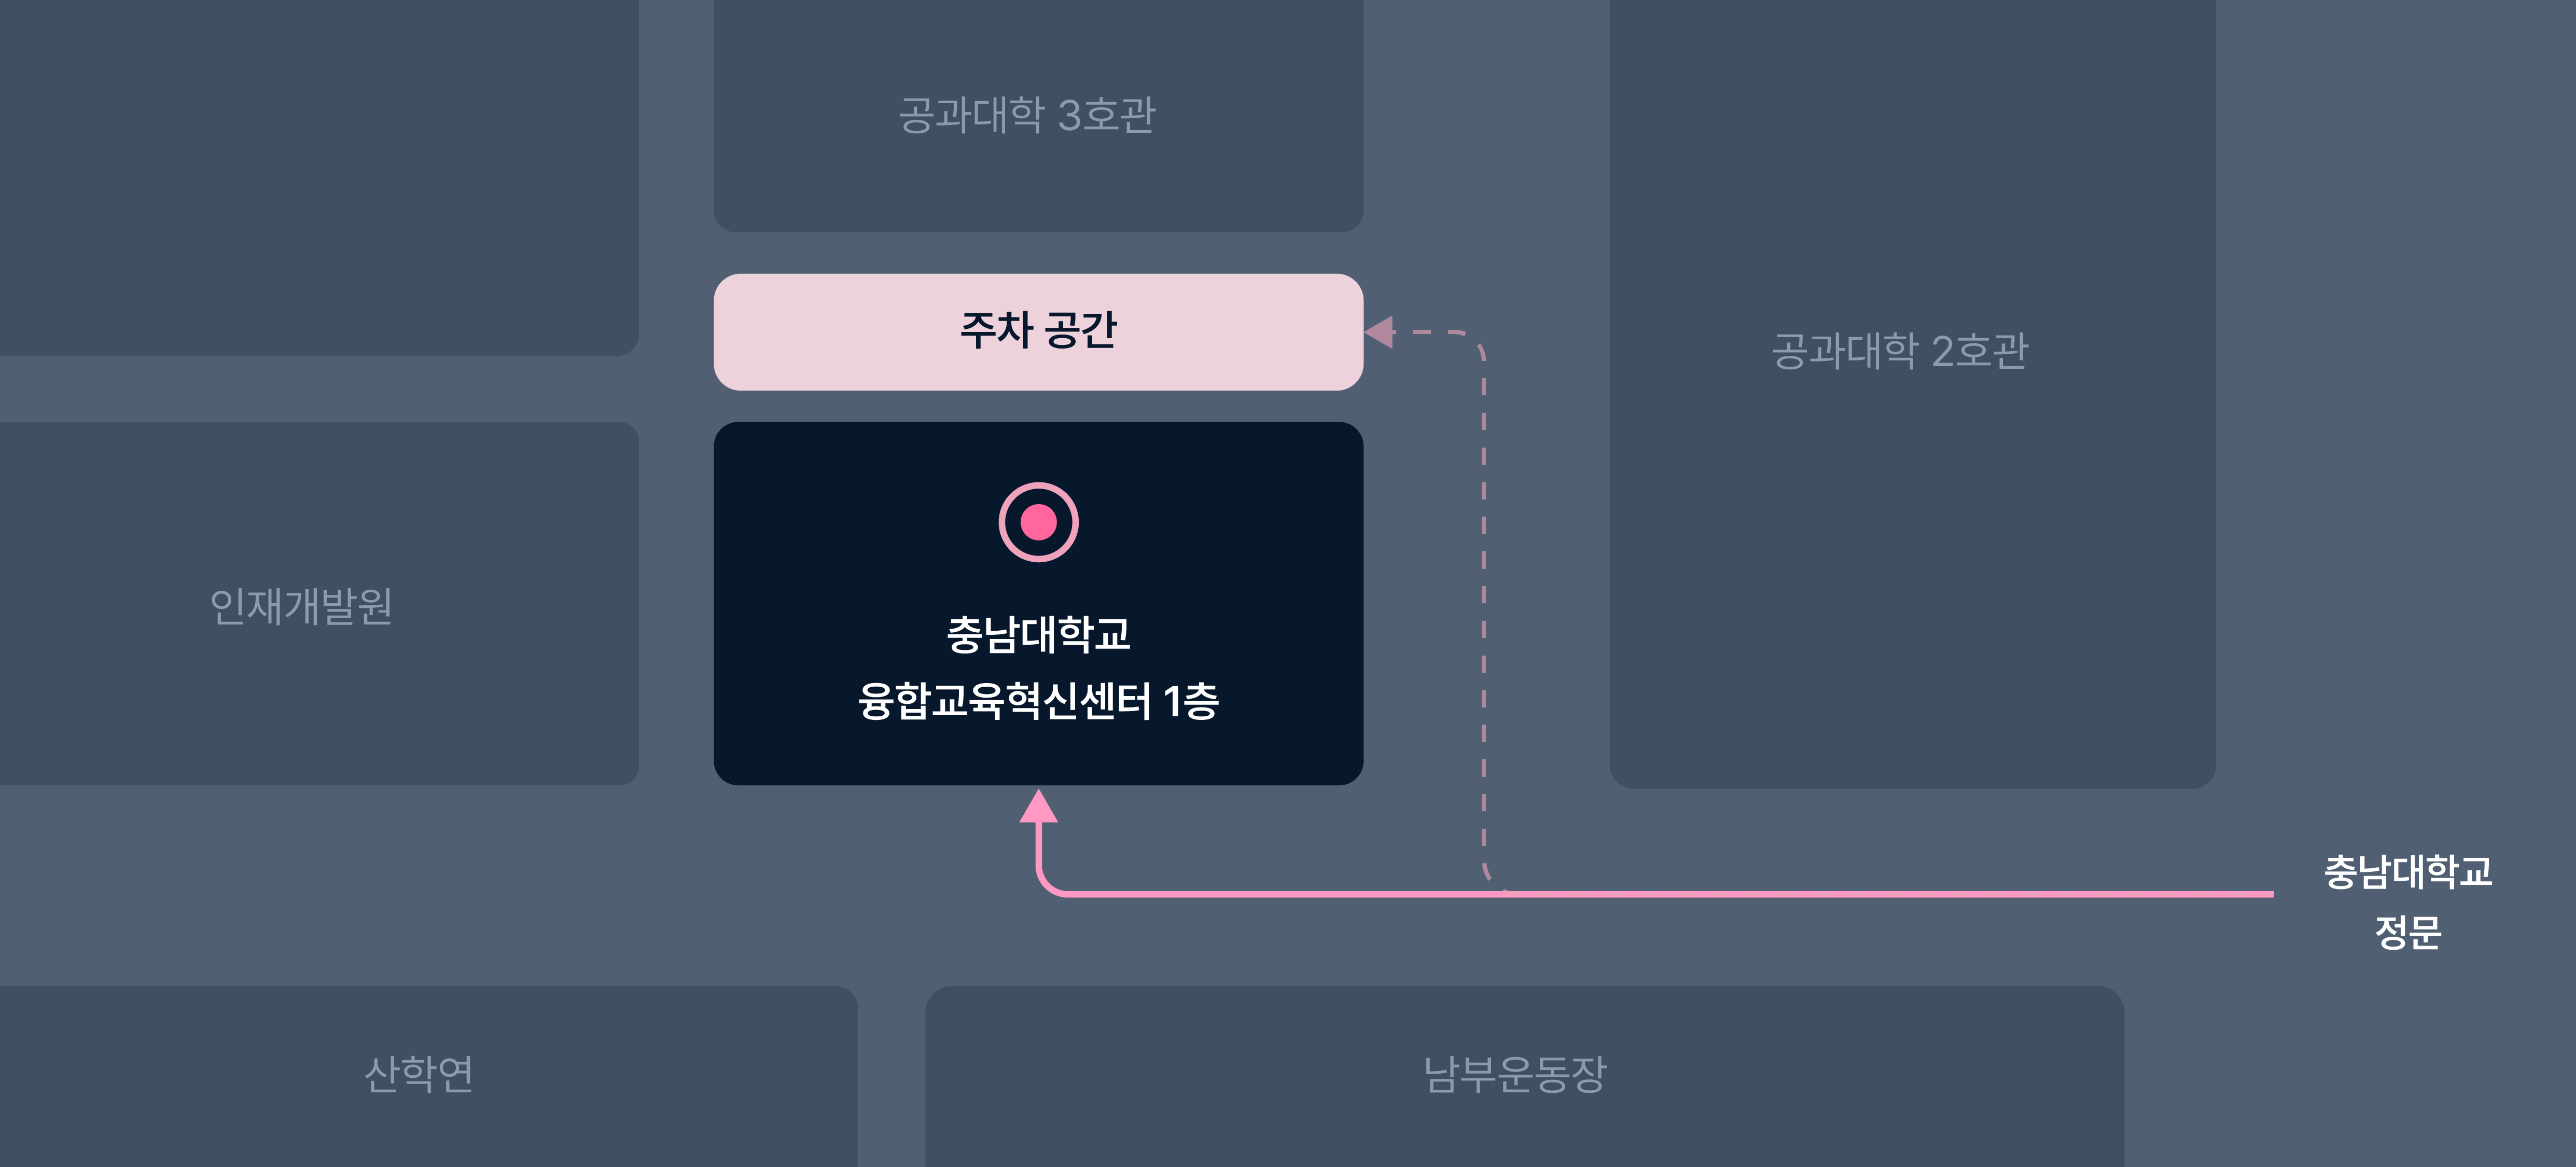 공과대학 3호관
주차 공간
공과대학 2호관
인재개발원
충남대학교
융합교육혁신센터 1층
충남대학교
정문
산학연
남부운동장